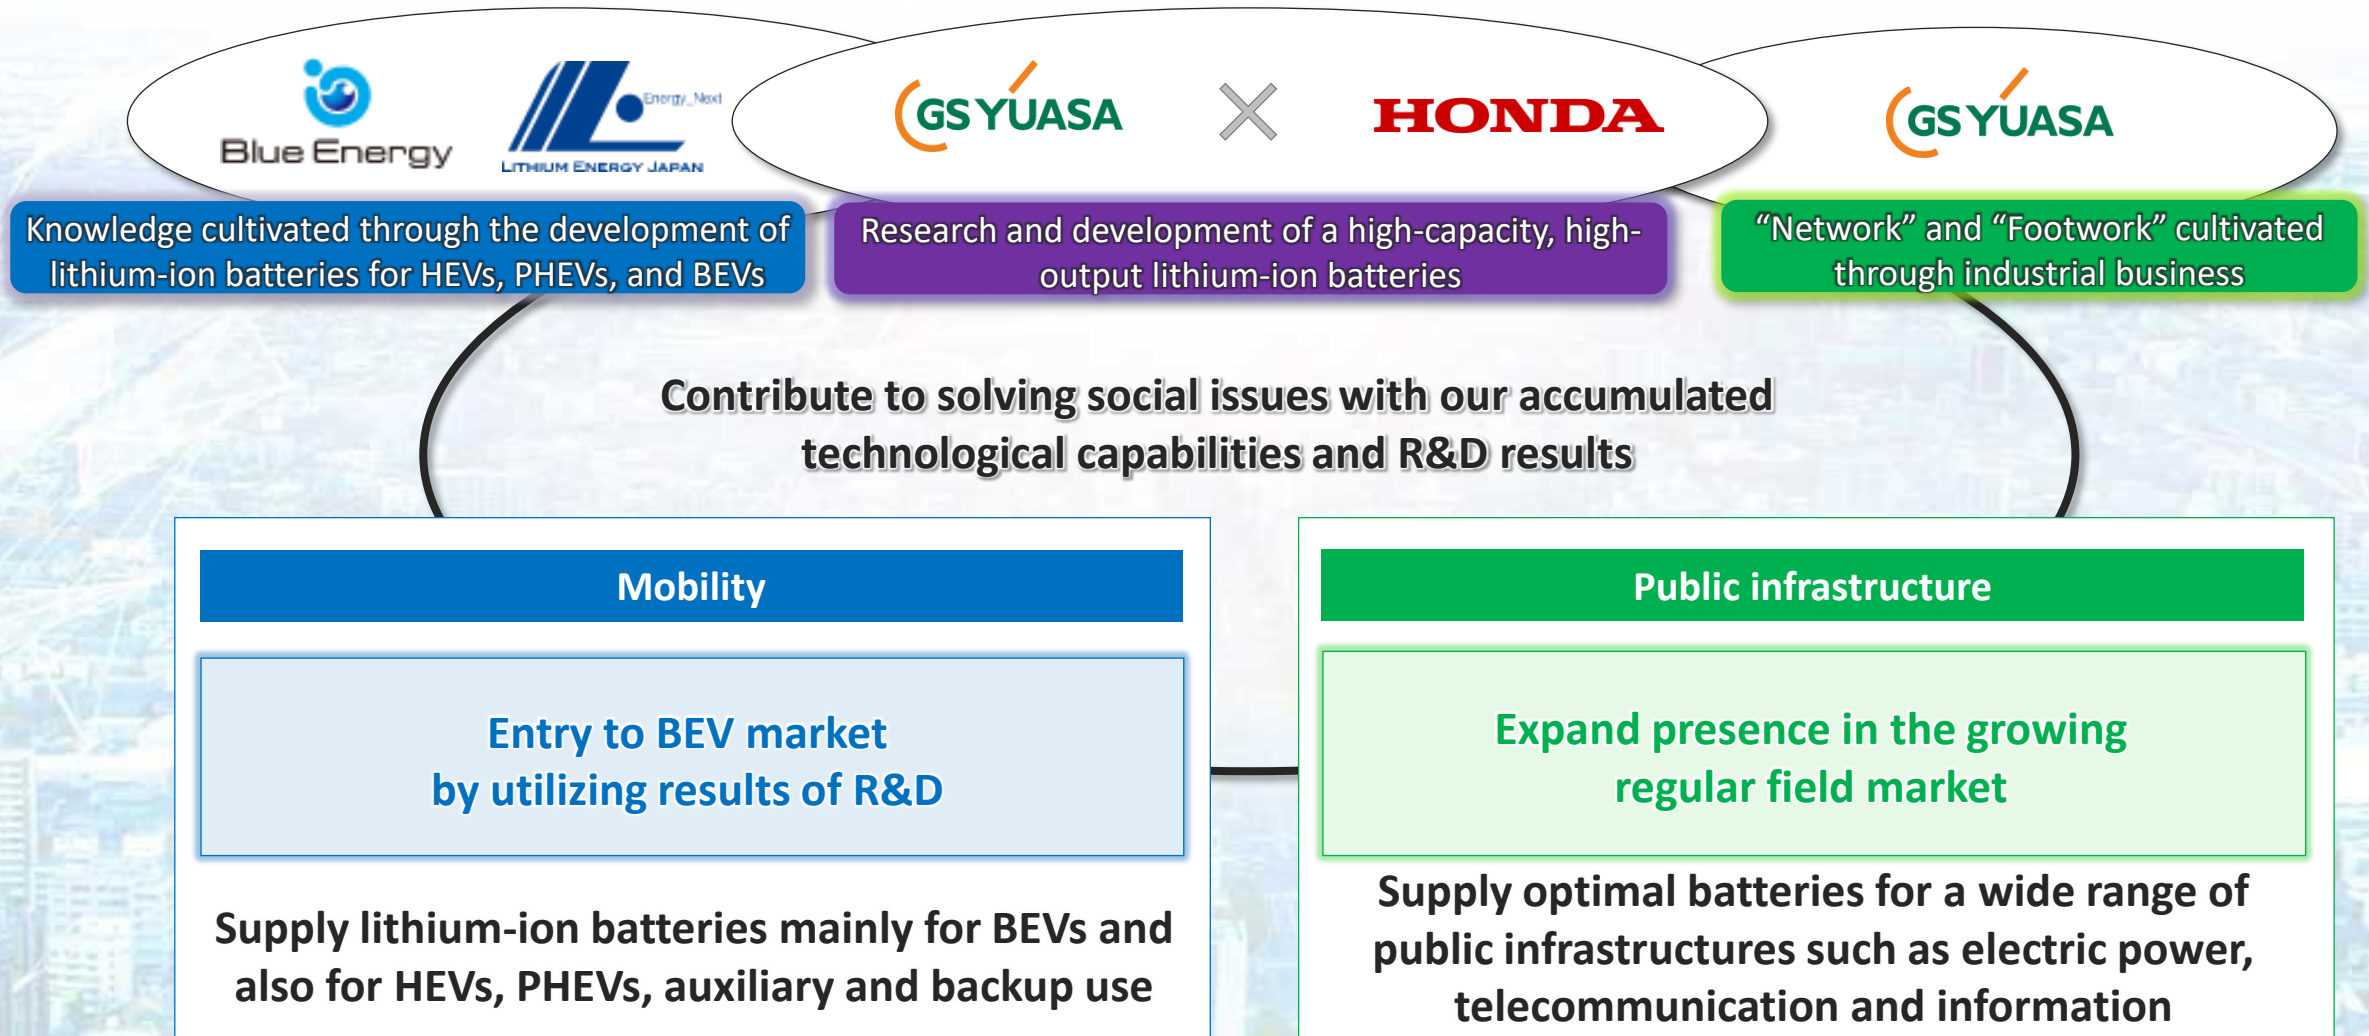 Blue Energy
Energy_Next
LITHIUM ENERGY JAPAN
GS YUASA
HONDA
GS YUASA
Knowledge cultivated through the development of
lithium-ion batteries for HEVs, PHEVs, and BEVs
Research and development of a high-capacity, high-
output lithium-ion batteries
“Network” and “Footwork” cultivated
through industrial business
Contribute to solving social issues with our accumulated
technological capabilities and R&D results
Mobility
Entry to BEV market
by utilizing results of R&D
Supply lithium-ion batteries mainly for BEVs and
also for HEVs, PHEVs, auxiliary and backup use
Public infrastructure
Expand presence in the growing
regular field market
Supply optimal batteries for a wide range of
public infrastructures such as electric power,
telecommunication and information